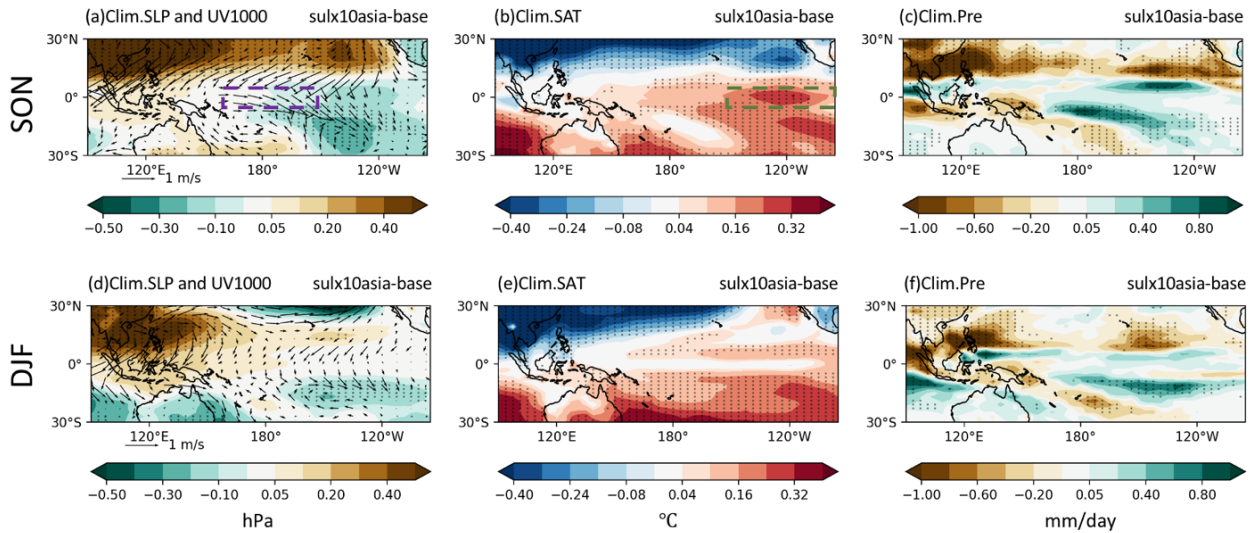 (a)Clim.SLP and UV1000 sulx10asia-base
(b)Clim.SAT sulx10asia-base
(c)Clim.Pre sulx10asia-base
SON
30°N
0°
30°S
120°E 180° 120°W
1 m/s
30°N
0°
30°S
120°E 180° 120°W
30°N
0°
30°S
120°E 180° 120°W
−0.50 −0.30 −0.10 0.05 0.20 0.40
−0.40 −0.24 −0.08 0.04 0.16 0.32
−1.00 −0.60 −0.20 0.05 0.40 0.80
(d)Clim.SLP and UV1000 sulx10asia-base
(e)Clim.SAT sulx10asia-base
(f)Clim.Pre sulx10asia-base
DJF
30°N
0°
30°S
120°E 180° 120°W
1 m/s
30°N
0°
30°S
120°E 180° 120°W
30°N
0°
30°S
120°E 180° 120°W
−0.50 −0.30 −0.10 0.05 0.20 0.40
−0.40 −0.24 −0.08 0.04 0.16 0.32
−1.00 −0.60 −0.20 0.05 0.40 0.80
hPa
℃
mm/day